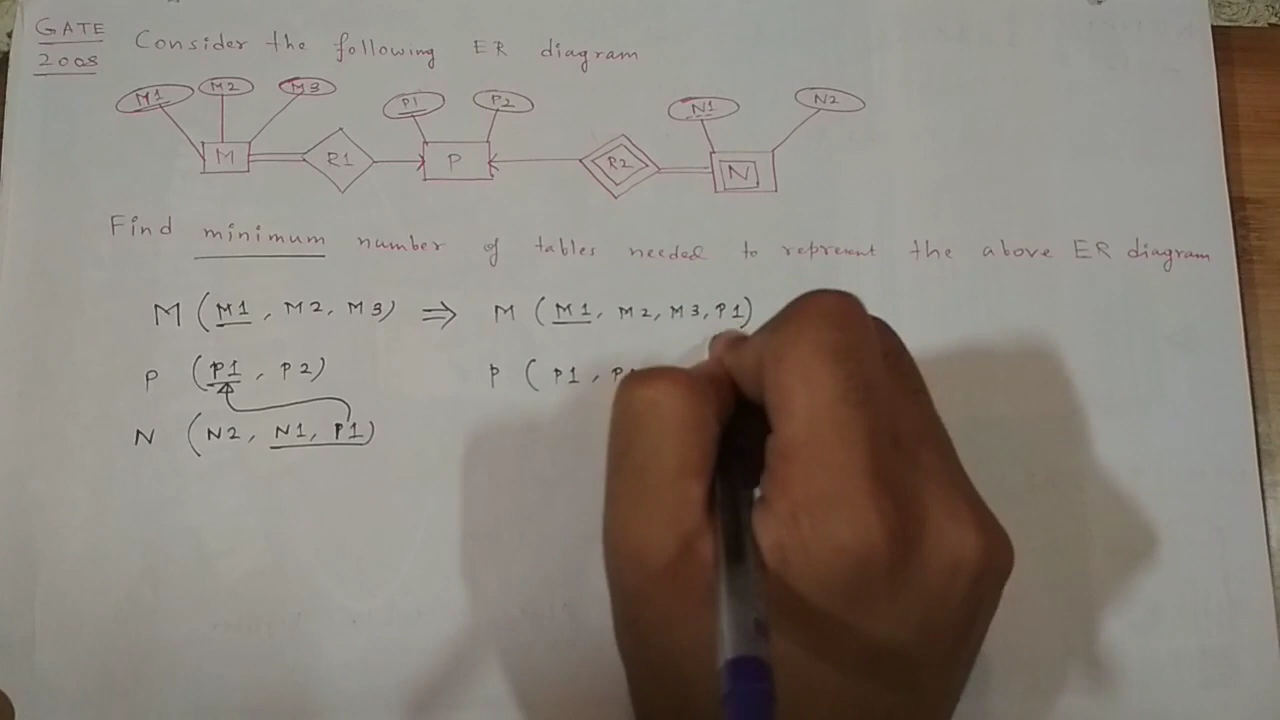 GATE
2008
Consider the following ER diagram
M1 M2 M3 P1 P2 N1 N2
M R1 P R2 N
Find minimum number of tables needed to represent the above ER diagram
M (M1, M2, M3) ⇒ M (M1, M2, M3, P1)
P (P1, P2) P (P1,
N (N2, N1, P1)